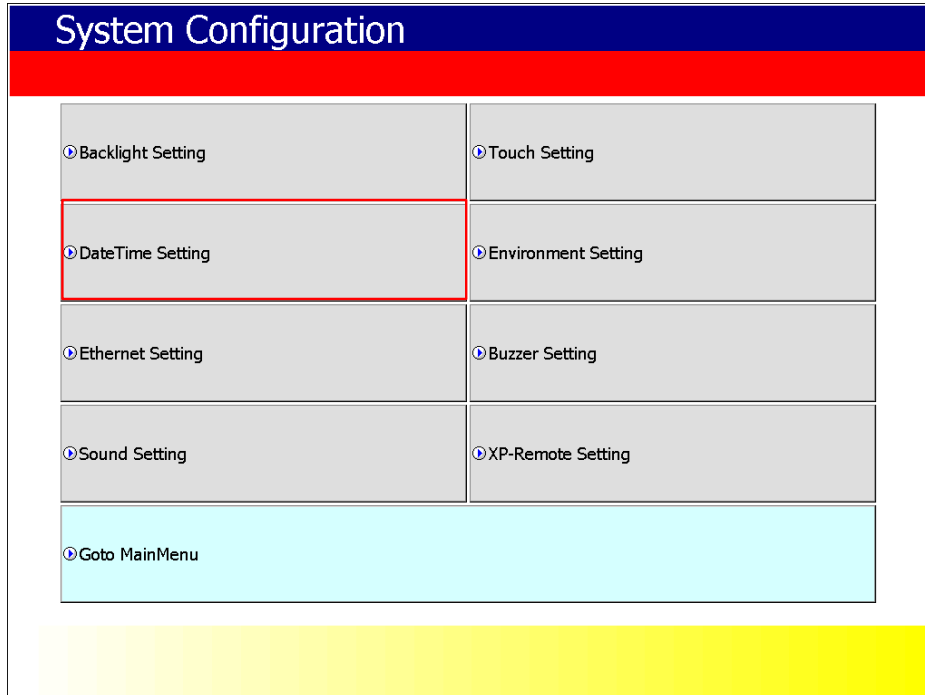 System Configuration
Backlight Setting
Touch Setting
DateTime Setting
Environment Setting
Ethernet Setting
Buzzer Setting
Sound Setting
XP-Remote Setting
Goto MainMenu